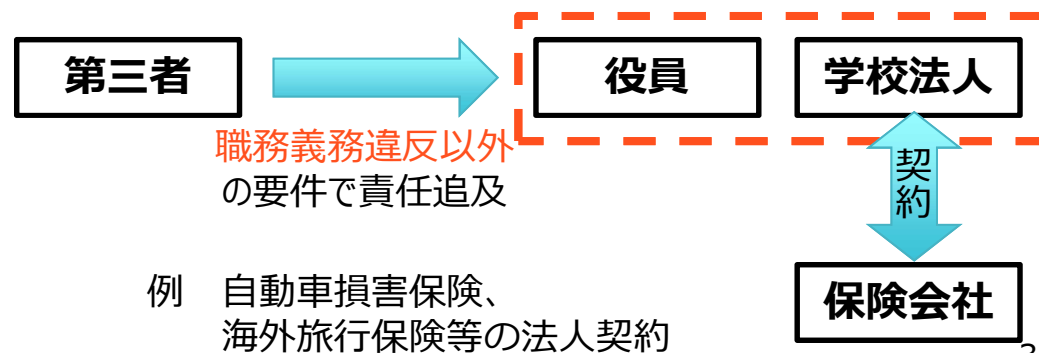 第三者
役員
学校法人
職務義務違反以外
の要件で責任追及
契約
保険会社
例 自動車損害保険、
海外旅行保険等の法人契約